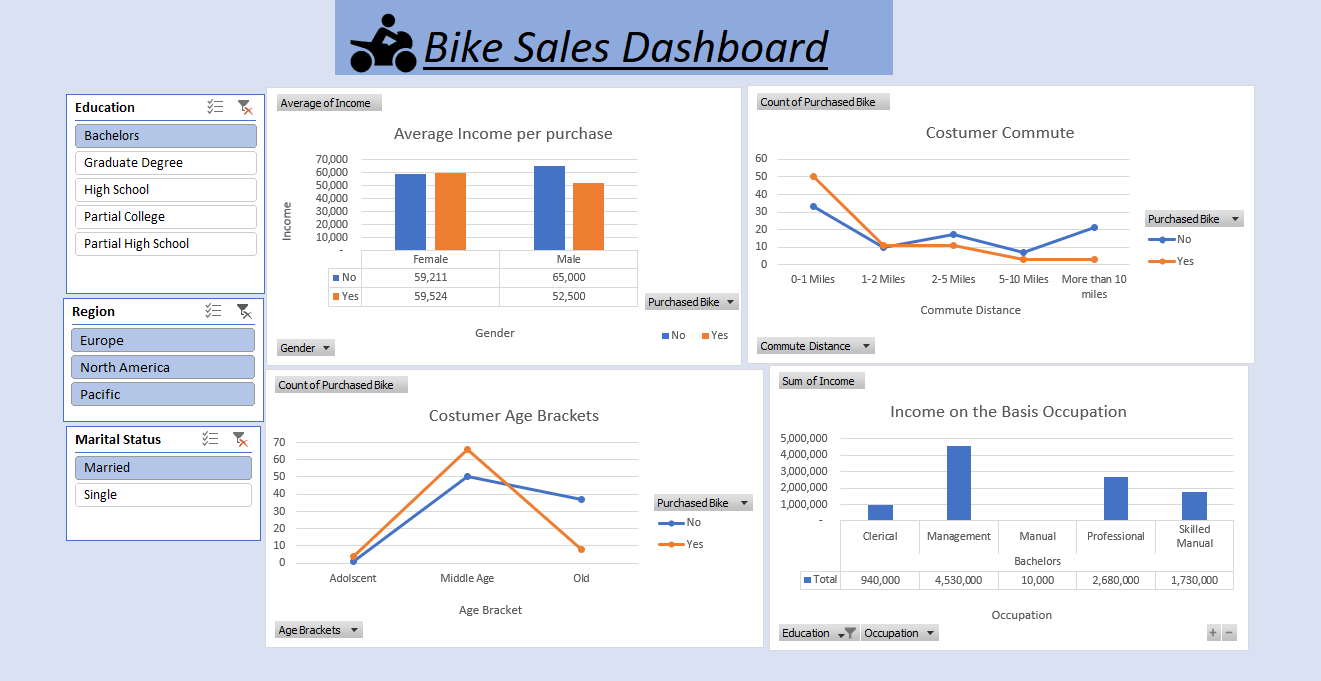 Bike Sales Dashboard
Education
Bachelors
Graduate Degree
High School
Partial College
Partial High School
Region
Europe
North America
Pacific
Marital Status
Married
Single
Average of Income
Average Income per purchase
70,000
60,000
50,000
40,000
30,000
20,000
10,000
-
Income
Female Male
No 59,211 65,000
Yes 59,524 52,500
Gender
Purchased Bike
No Yes
Gender
Count of Purchased Bike
Costumer Commute
60
50
40
30
20
10
0
0-1 Miles 1-2 Miles 2-5 Miles 5-10 Miles More than 10
miles
Commute Distance
Purchased Bike
No
Yes
Commute Distance
Count of Purchased Bike
Costumer Age Brackets
70
60
50
40
30
20
10
0
Adolscent Middle Age Old
Age Bracket
Purchased Bike
No
Yes
Age Brackets
Sum of Income
Income on the Basis Occupation
5,000,000
4,000,000
3,000,000
2,000,000
1,000,000
-
Clerical Management Manual Professional Skilled
Manual
Bachelors
Total 940,000 4,530,000 10,000 2,680,000 1,730,000
Occupation
Education Occupation
+ −